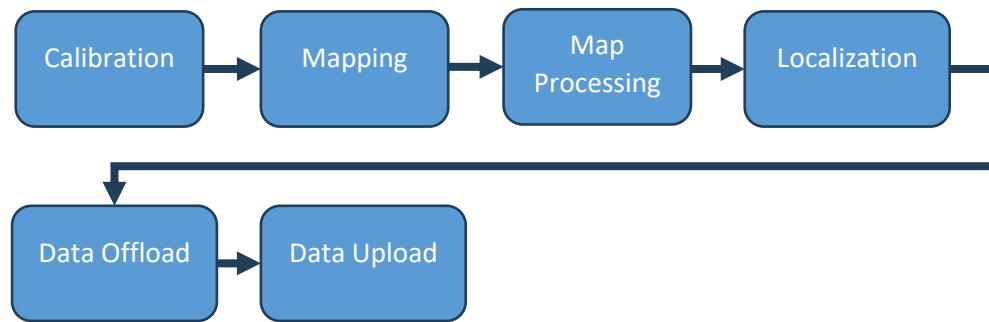 Calibration
Mapping
Map
Processing
Localization
Data Offload
Data Upload